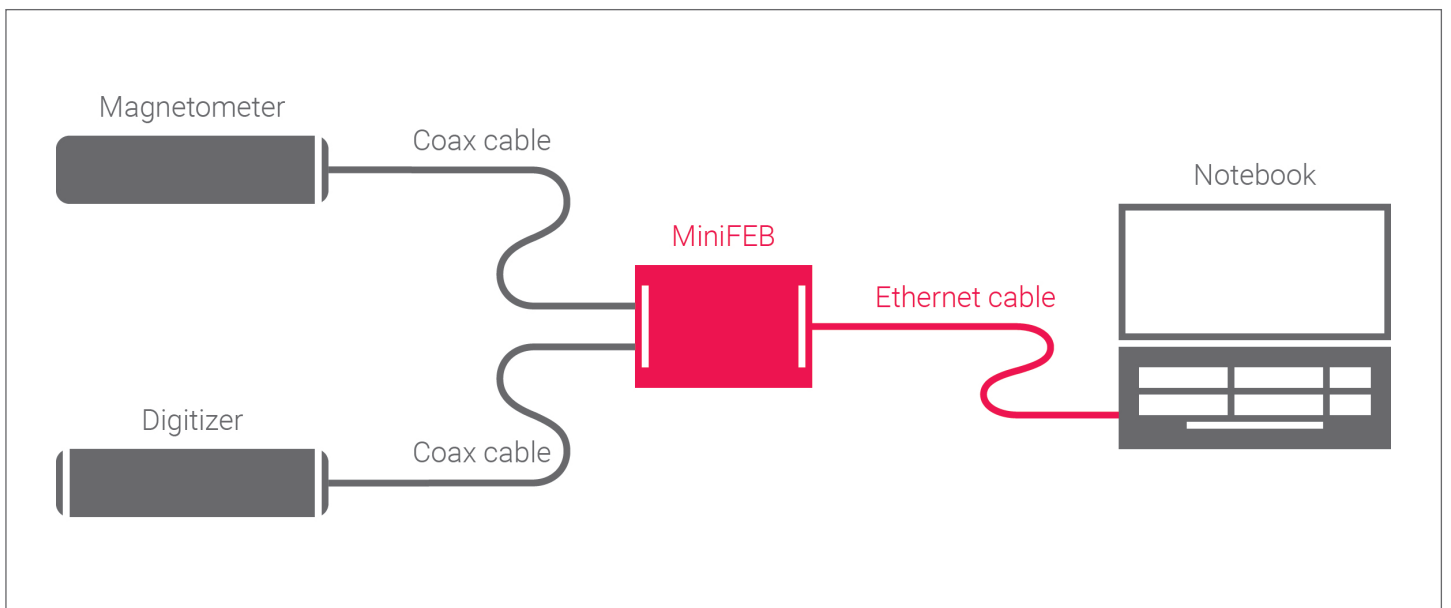 Magnetometer
Coax cable
Notebook
MiniFEB
Ethernet cable
Digitizer
Coax cable